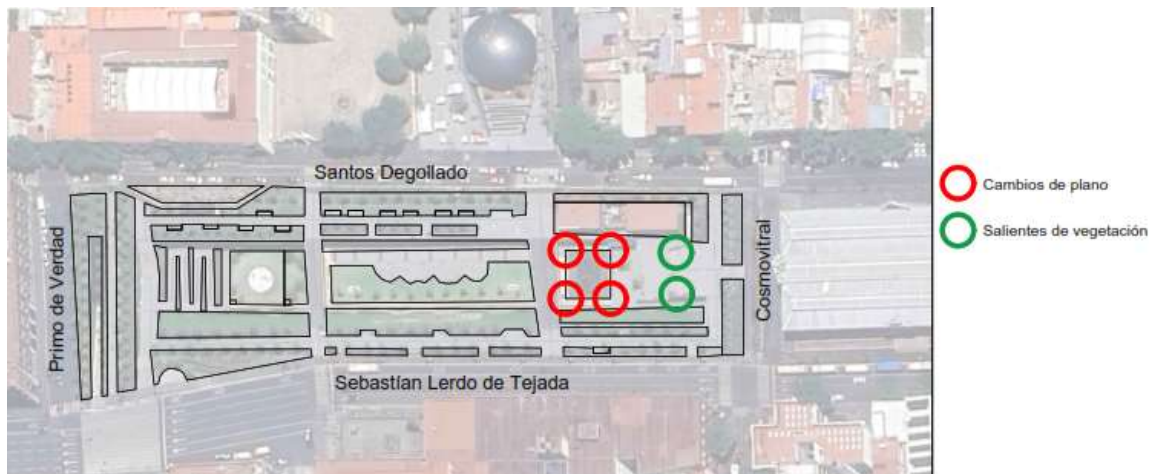 Santos Degollado
Primo de Verdad
Cosmovitral
Sebastían Lerdo de Tejada
Cambios de plano
Salientes de vegetación